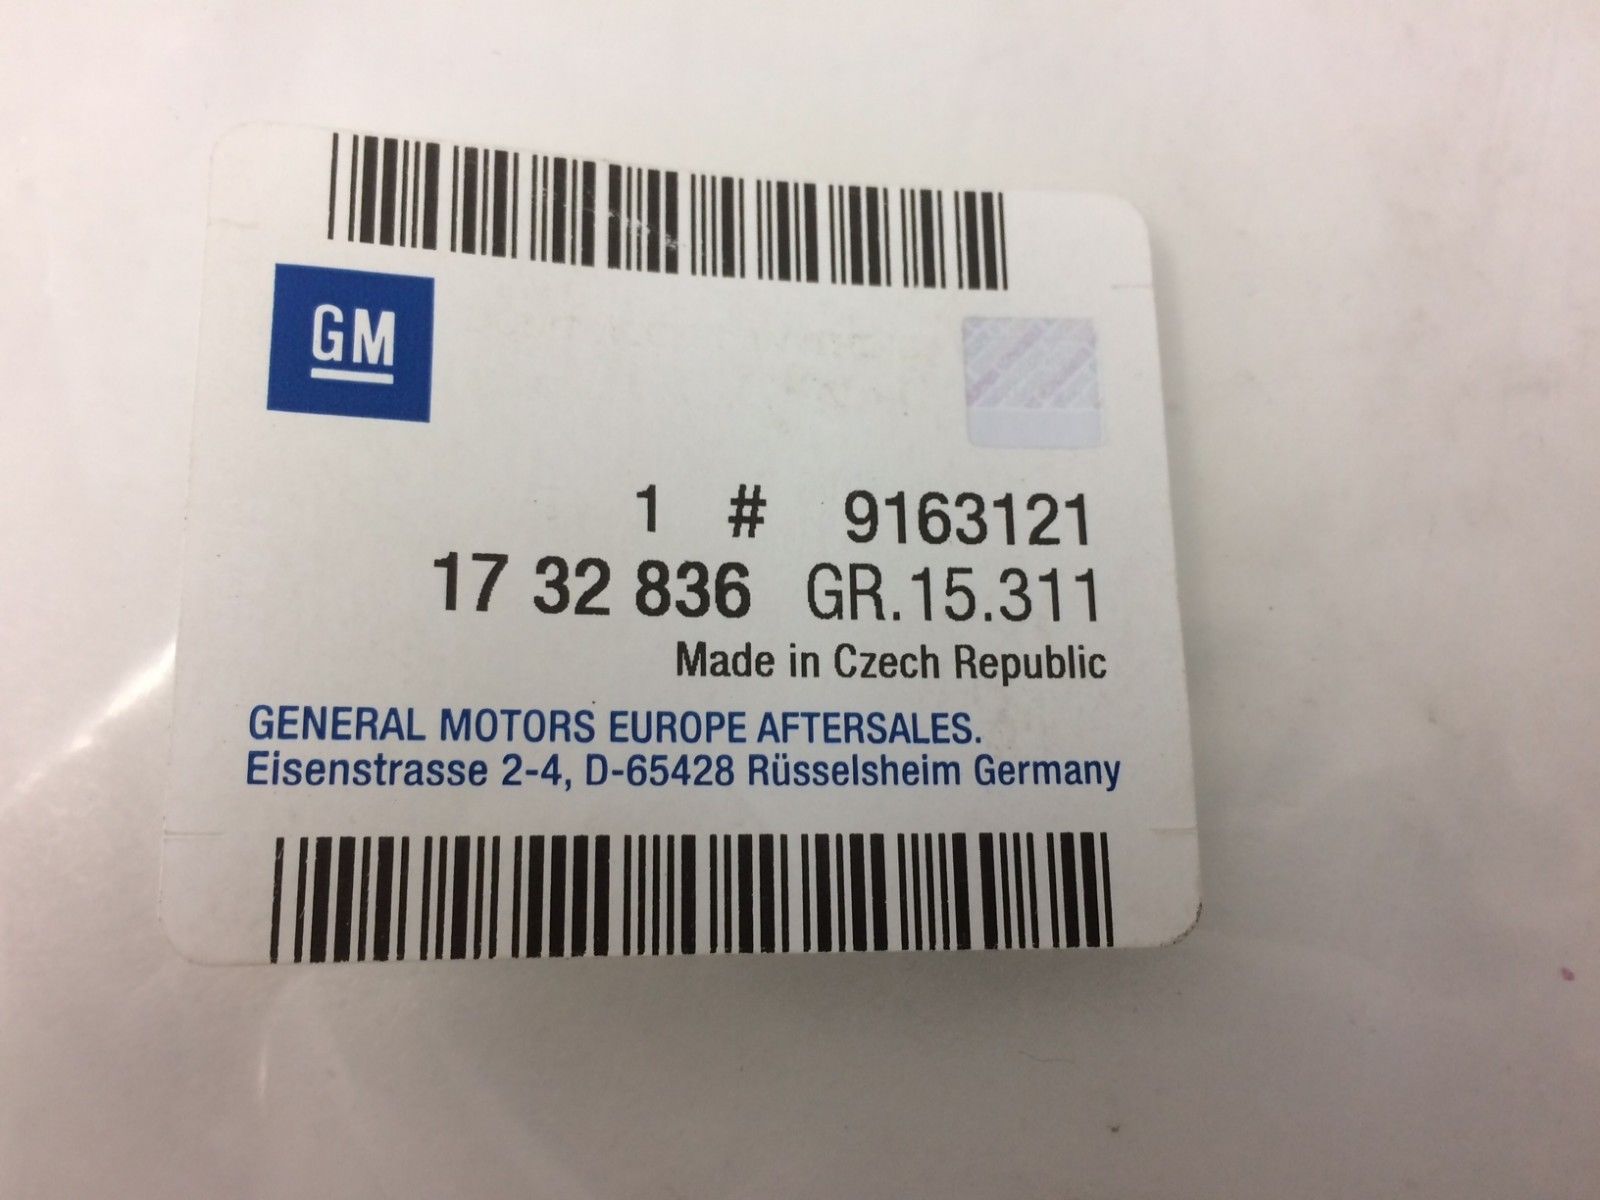 GM
1 # 9163121
17 32 836 GR.15.311
Made in Czech Republic
GENERAL MOTORS EUROPE AFTERSALES.
Eisenstrasse 2-4, D-65428 Rüsselsheim Germany